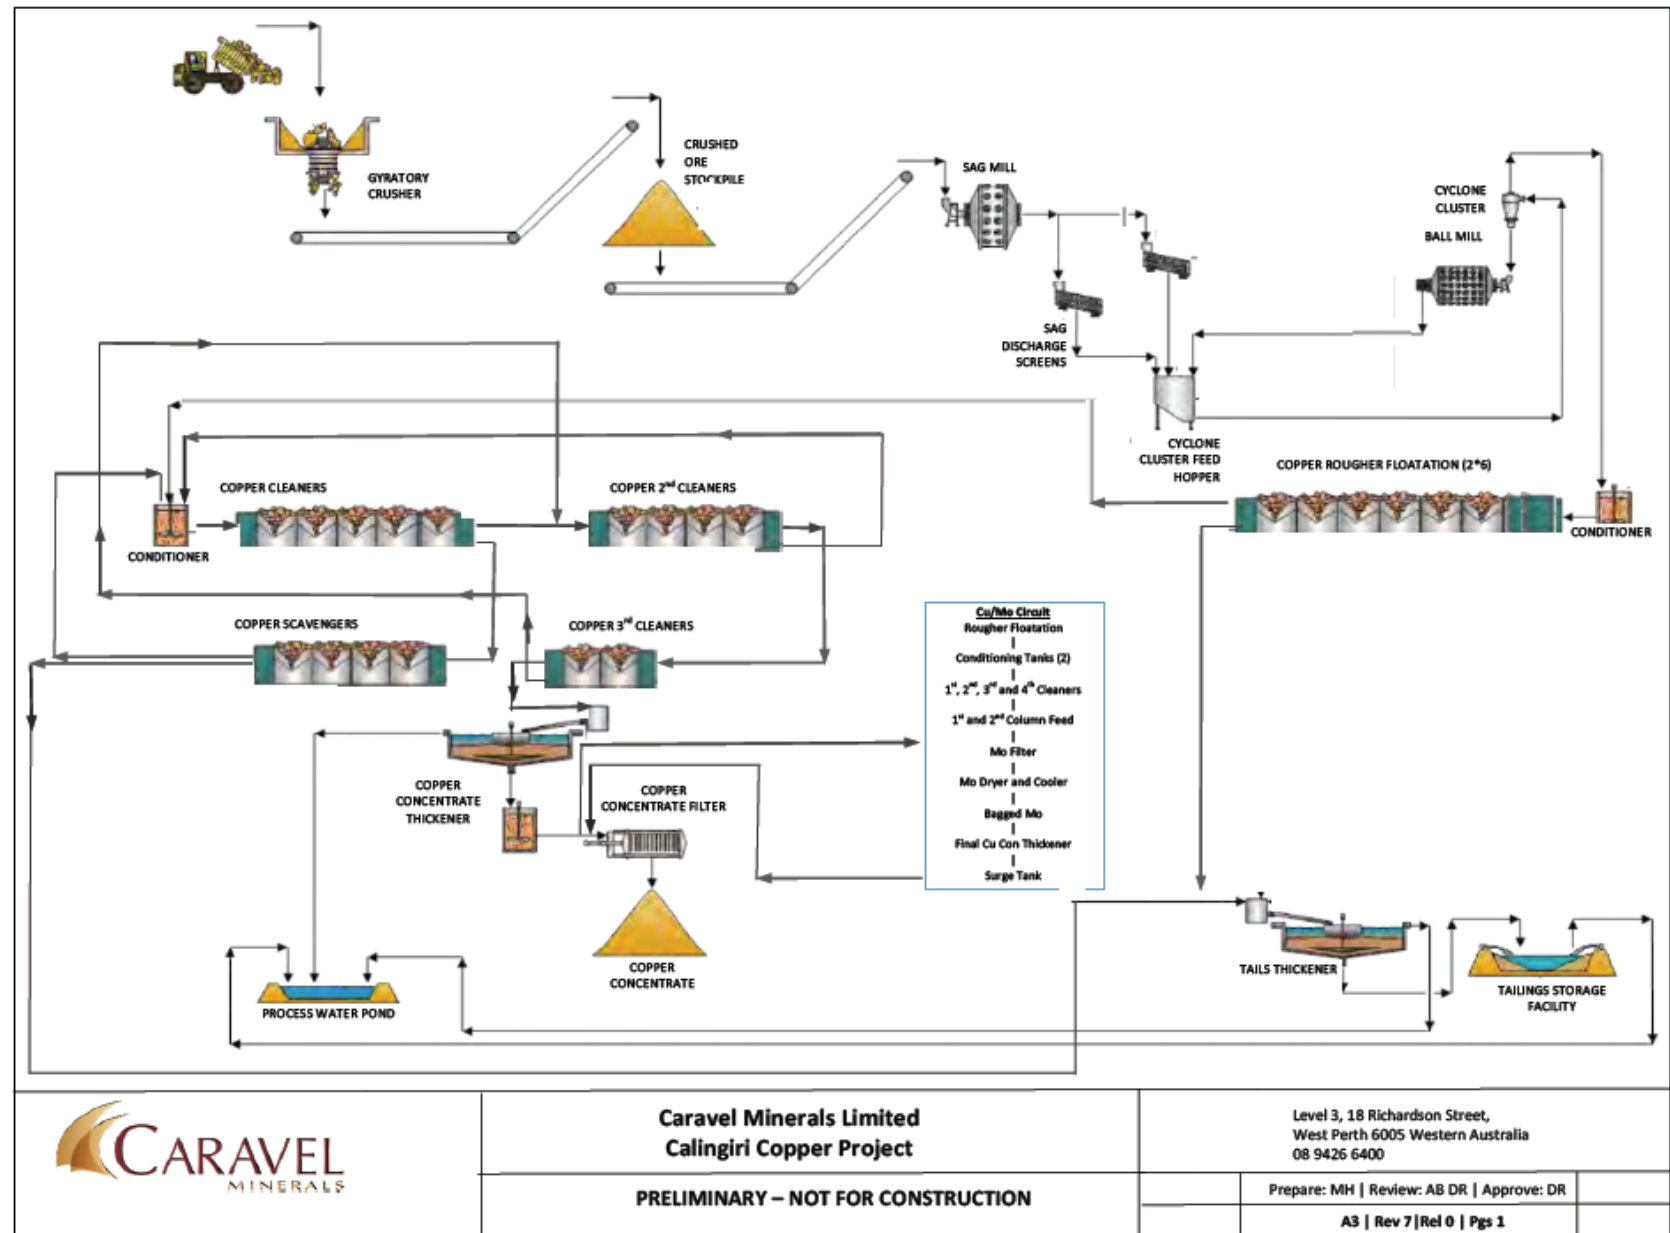 GYRATORY
CRUSHER
CRUSHED
ORE
STOCKPILE
SAG MILL
CYCLONE
CLUSTER
BALL MILL
SAG
DISCHARGE
SCREENS
CYCLONE
CLUSTER FEED
HOPPER
COPPER ROUGHER FLOATATION (2*6)
CONDITIONER
COPPER CLEANERS
COPPER 2nd CLEANERS
CONDITIONER
COPPER SCAVENGERS
COPPER 3rd CLEANERS
Cu/Mo Circuit
Rougher Floatation
Conditioning Tanks (2)
1st, 2nd, 3rd and 4th Cleaners
1st and 2nd Column Feed
Mo Filter
Mo Dryer and Cooler
Bagged Mo
Final Cu Con Thickener
Surge Tank
COPPER
CONCENTRATE
THICKENER
COPPER
CONCENTRATE FILTER
COPPER
CONCENTRATE
PROCESS WATER POND
TAILS THICKENER
TAILINGS STORAGE
FACILITY
CARAVEL
MINERALS
Caravel Minerals Limited
Calingiri Copper Project
PRELIMINARY – NOT FOR CONSTRUCTION
Level 3, 18 Richardson Street,
West Perth 6005 Western Australia
08 9426 6400
Prepare: MH | Review: AB DR | Approve: DR
A3 | Rev 7|Rel 0 | Pgs 1